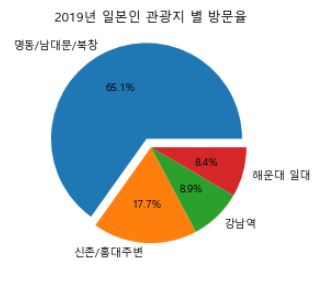 2019년 일본인 관광지 별 방문율
명동/남대문/북창
65.1%
8.4%
해운대 일대
8.9%
강남역
17.7%
신촌/홍대주변